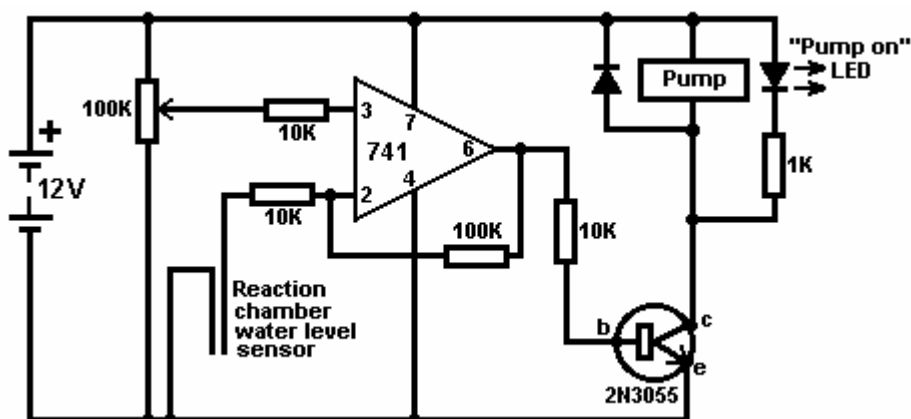 "Pump on"
LED
Pump
100K
10K
3
7
741
6
+
12V
10K
2
4
100K
10K
1K
Reaction
chamber
water level
sensor
b
c
e
2N3055